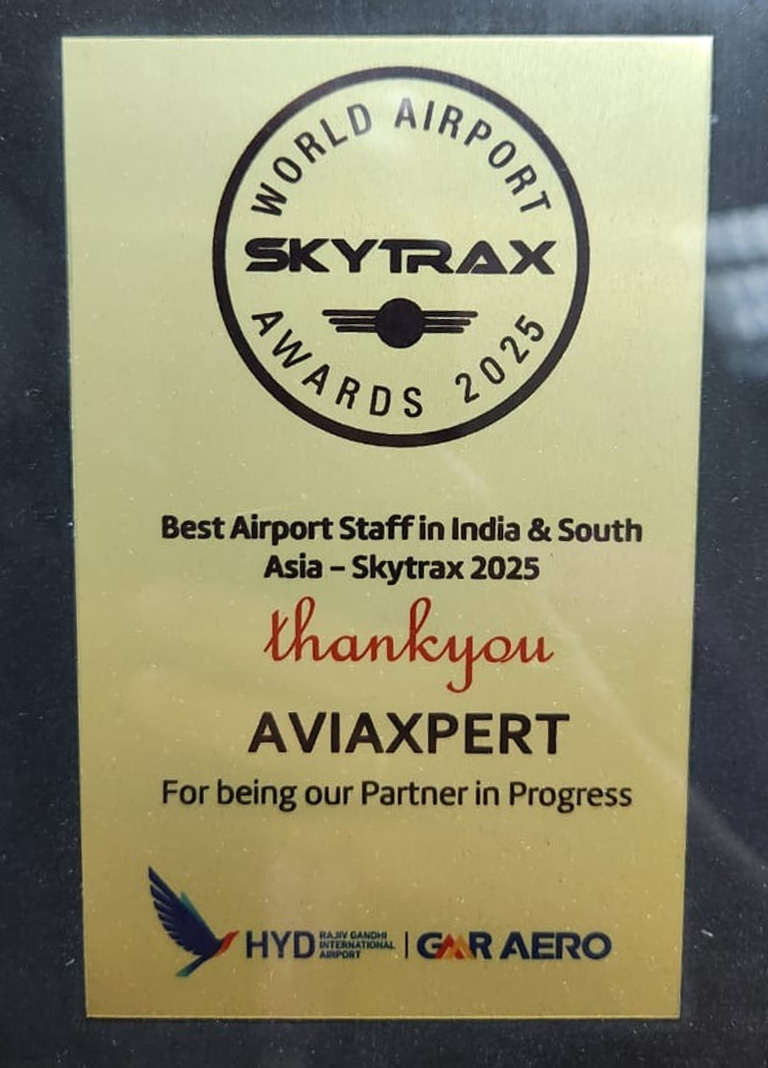 WORLD AIRPORT
SKYTRAX
AWARDS 2025
Best Airport Staff in India & South
Asia – Skytrax 2025
thankyou
AVIAXPERT
For being our Partner in Progress
HYD RAJIV GANDHI INTERNATIONAL AIRPORT | GMR AERO